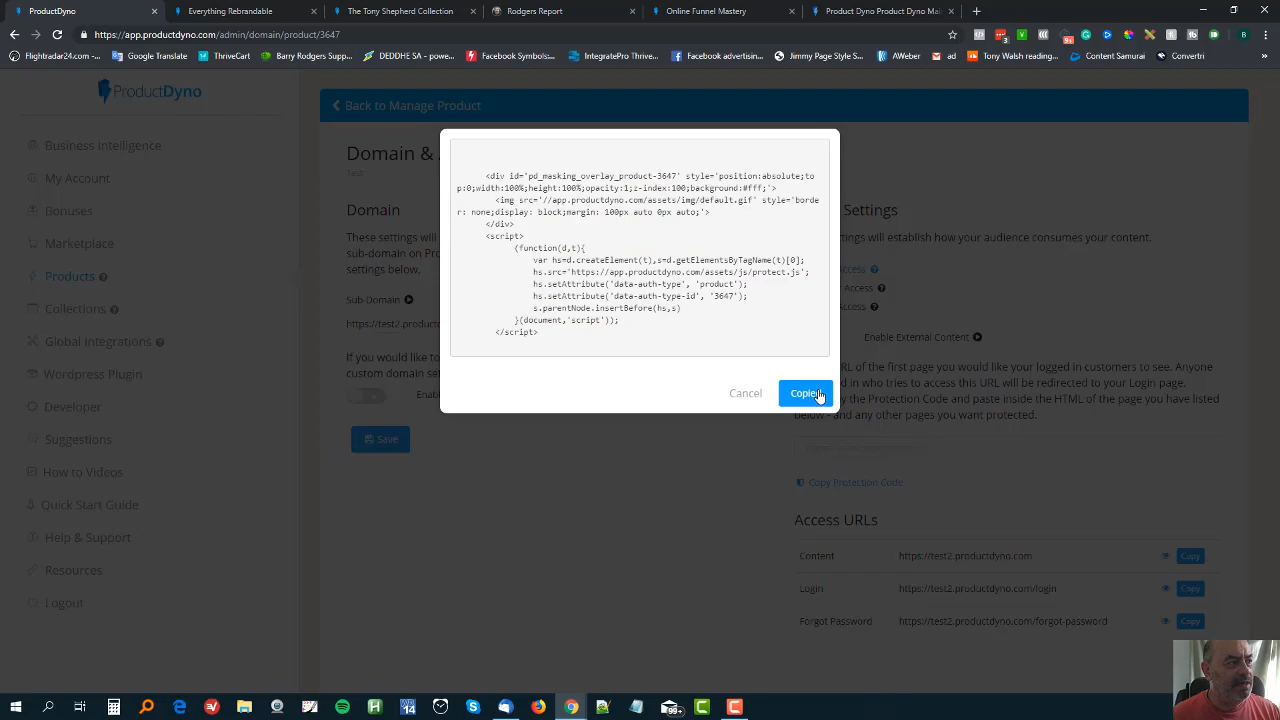 ProductDyno
Everything Rebrandable
The Tony Shepherd Collection
Rodgers Report
Online Funnel Mastery
Product Dyno Product Dyno Ma
https://app.productdyno.com/admin/domain/product/3647
Flightradar24.com -...
Google Translate
ThriveCart
Barry Rodgers Supp...
DEDDHE SA - powe...
Facebook Symbols...
IntegratePro Thrive...
Facebook advertisin...
Jimmy Page Style S...
AWeber
ad
Tony Walsh reading...
Content Samurai
Convertri
ProductDyno
Business Intelligence
My Account
Bonuses
Marketplace
Products
Collections
Global Integrations
Wordpress Plugin
Developer
Suggestions
How to Videos
Quick Start Guide
Help & Support
Resources
Logout
Back to Manage Product
Domain & A
Test
Domain
These settings will
sub-domain on Pro
settings below.
Sub-Domain
https://test2.product
If you would like to
custom domain set
Enab
Save
<div id='pd_masking_overlay_product-3647' style='position:absolute;to
p:0;width:100%;height:100%;opacity:1;z-index:100;background:#fff;'>
<img src='//app.productdyno.com/assets/img/default.gif' style='borde
r: none;display: block;margin: 100px auto 0px auto;'>
</div>
<script>
(function(d,t){
var hs=d.createElement(t),s=d.getElementsByTagName(t)[0];
hs.src='https://app.productdyno.com/assets/js/protect.js';
hs.setAttribute('data-auth-type', 'product');
hs.setAttribute('data-auth-type-id', '3647');
s.parentNode.insertBefore(hs,s)
}(document,'script'));
</script>
Cancel
Copied
Settings
ettings will establish how your audience consumes your content.
Access
r Access
Access
Enable External Content
RL of the first page you would like your logged in customers to see. Anyone
d in who tries to access this URL will be redirected to your Login page.
y the Protection Code and paste inside the HTML of the page you have listed
below - and any other pages you want protected.
Copy Protection Code
Access URLs
Content https://test2.productdyno.com Copy
Login https://test2.productdyno.com/login Copy
Forgot Password https://test2.productdyno.com/forgot-password Copy